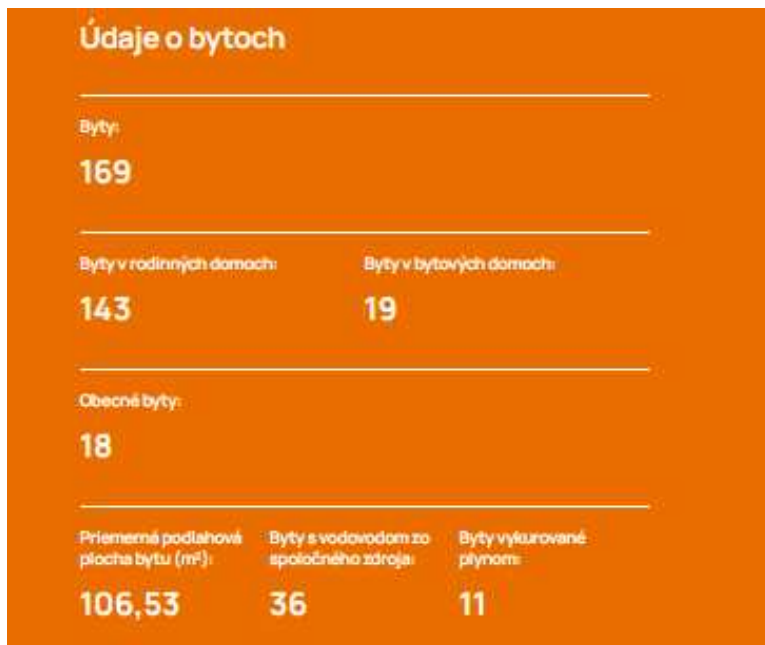 Údaje o bytoch
Byty:
169
Byty v rodinných domoch:
143
Byty v bytových domoch:
19
Obecné byty:
18
Priemerná podlahová
plocha bytu (m²):
106,53
Byty s vodovodom zo
spoločného zdroja:
36
Byty vykurované
plynom:
11